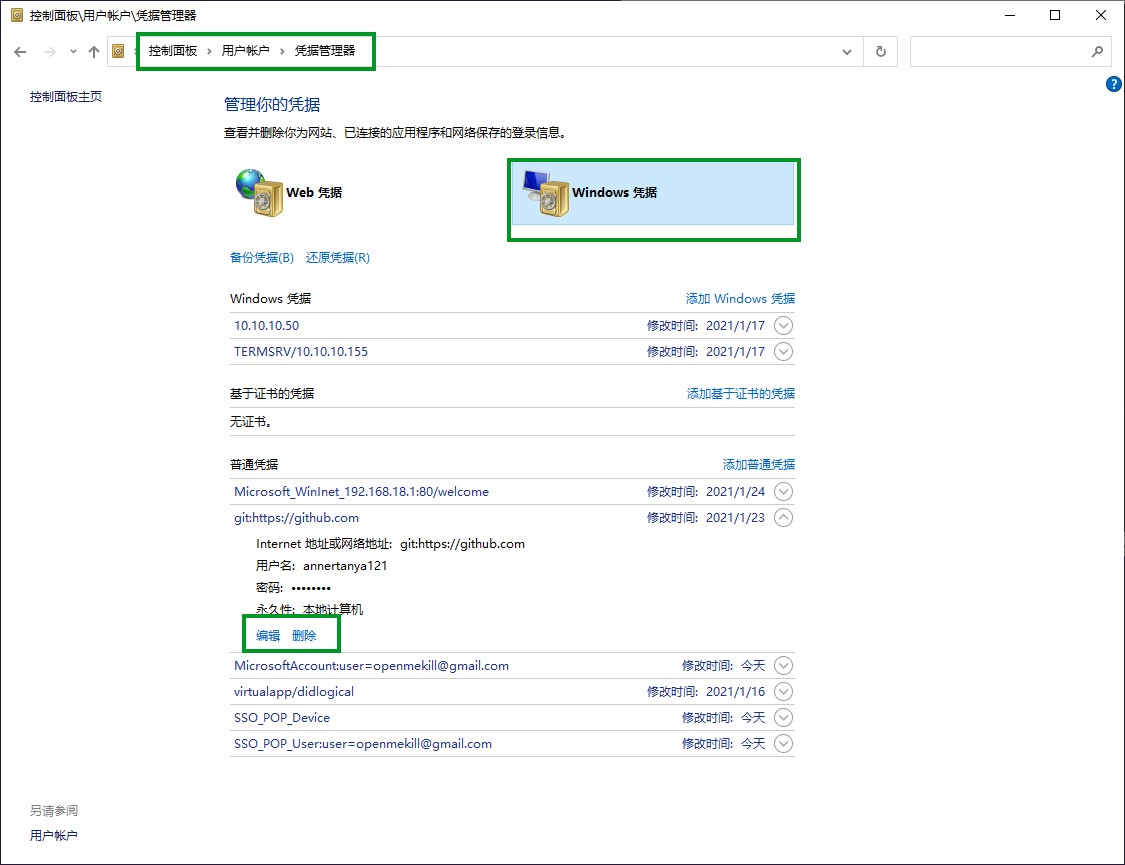 控制面板\用户帐户\凭据管理器
控制面板 › 用户帐户 › 凭据管理器
控制面板主页
管理你的凭据
查看并删除你为网站、已连接的应用程序和网络保存的登录信息。
Web 凭据
Windows 凭据
备份凭据(B) 还原凭据(R)
Windows 凭据 添加 Windows 凭据
10.10.10.50 修改时间: 2021/1/17
TERMSRV/10.10.10.155 修改时间: 2021/1/17
基于证书的凭据 添加基于证书的凭据
无证书。
普通凭据 添加普通凭据
Microsoft_WinInet_192.168.18.1:80/welcome 修改时间: 2021/1/24
git:https://github.com 修改时间: 2021/1/23
Internet 地址或网络地址: git:https://github.com
用户名: annertanya121
密码: ••••••••
永久性: 本地计算机
编辑 删除
MicrosoftAccount:user=openmekill@gmail.com 修改时间: 今天
virtualapp/didlogical 修改时间: 2021/1/16
SSO_POP_Device 修改时间: 今天
SSO_POP_User:user=openmekill@gmail.com 修改时间: 今天
另请参阅
用户帐户